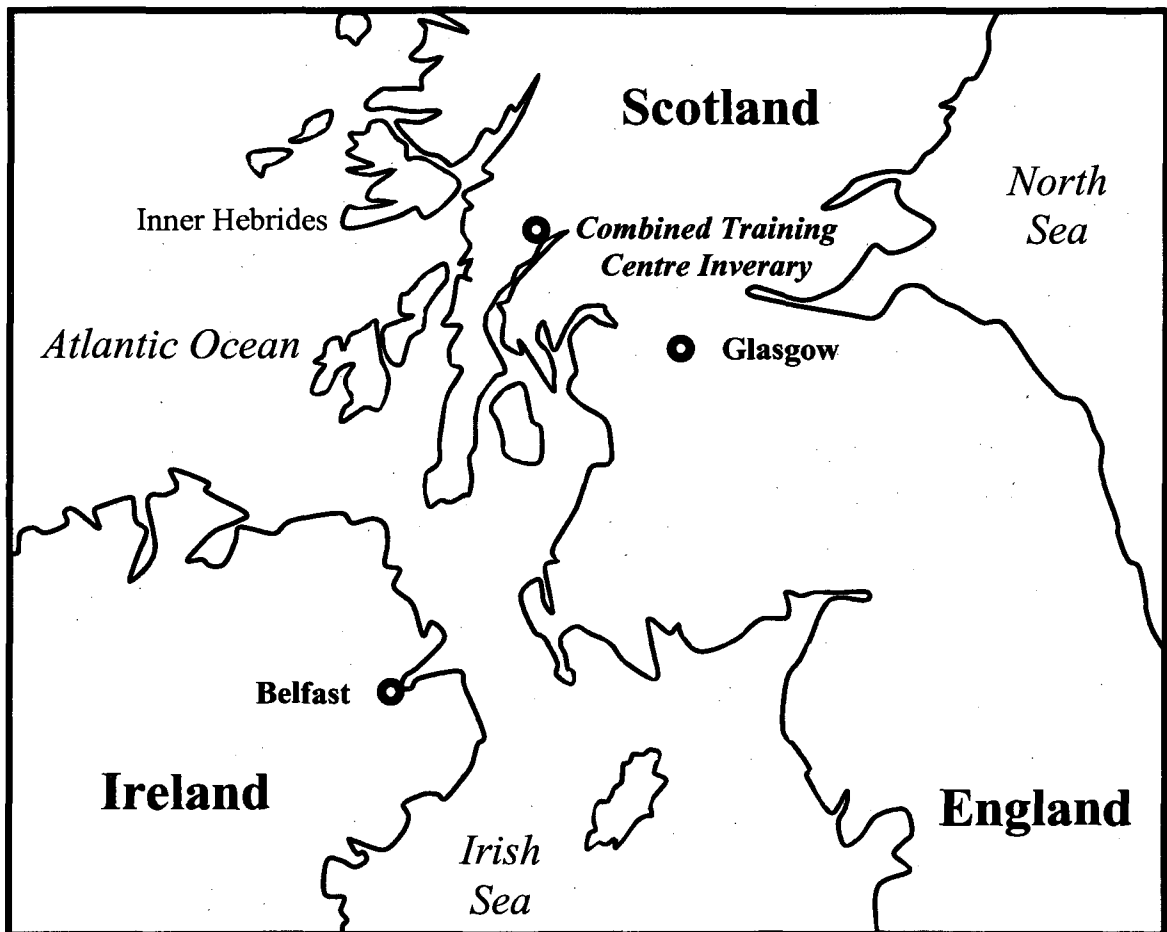 Scotland
North
Sea
Inner Hebrides
Combined Training
Centre Inverary
Atlantic Ocean
Glasgow
Belfast
Ireland
England
Irish
Sea